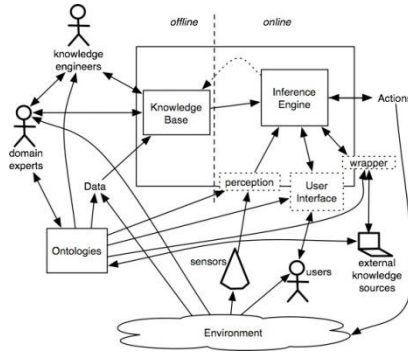 offline
online
knowledge
engineers
Knowledge
Base
Inference
Engine
Actions
domain
experts
Data
perception
User
Interface
wrapper
Ontologies
sensors
users
external
knowledge
sources
Environment